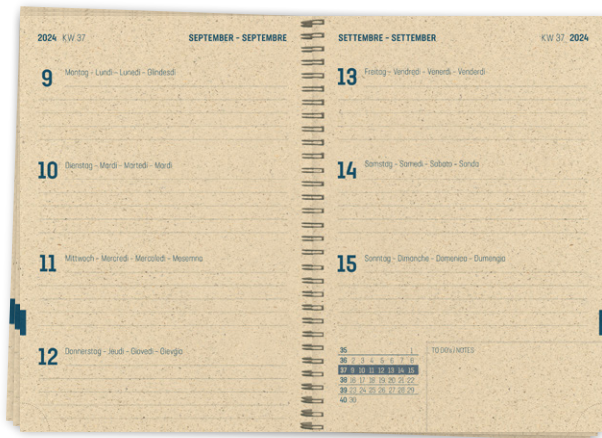 2024 KW 37 SEPTEMBER - SEPTEMBRE
9 Montag - Lundi - Lunedì - Glindesdi
10 Dienstag - Mardi - Martedì - Mardi
11 Mittwoch - Mercredi - Mercoledì - Mesemna
12 Donnerstag - Jeudi - Giovedì - Gievgia
SETTEMBRE - SETTEMBER KW 37 2024
13 Freitag - Vendredi - Venerdì - Venderdi
14 Samstag - Samedi - Sabato - Sonda
15 Sonntag - Dimanche - Domenica - Dumengia
35 1
36 2 3 4 5 6 7 8
37 9 10 11 12 13 14 15
38 16 17 18 19 20 21 22
39 23 24 25 26 27 28 29
40 30
TO DO's | NOTES